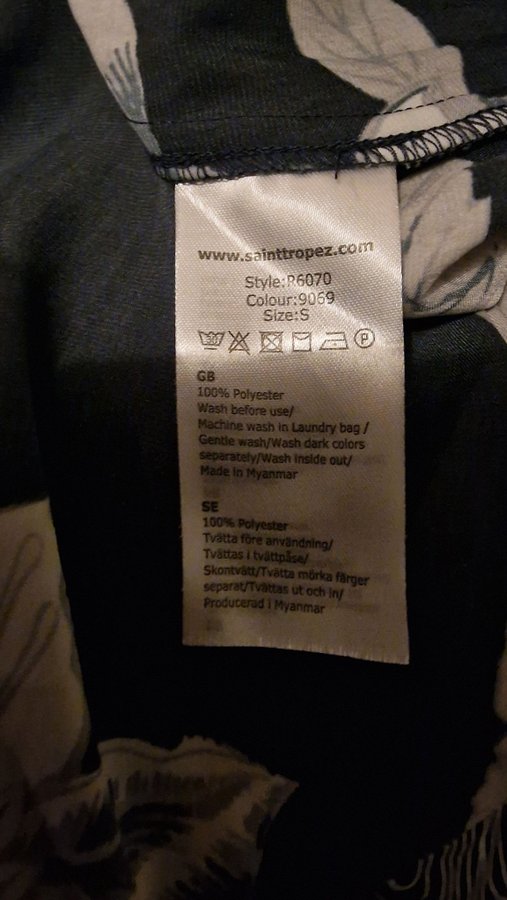 www.sainttropez.com
Style:R6070
Colour:9069
Size:S
30 P
GB
100% Polyester
Wash before use/
Machine wash in Laundry bag /
Gentle wash/Wash dark colors
separately/Wash inside out/
Made in Myanmar
SE
100% Polyester
Tvätta före användning/
Tvättas i tvättpåse/
Skontvätt/Tvätta mörka färger
separat/Tvättas ut och in/
Producerad i Myanmar